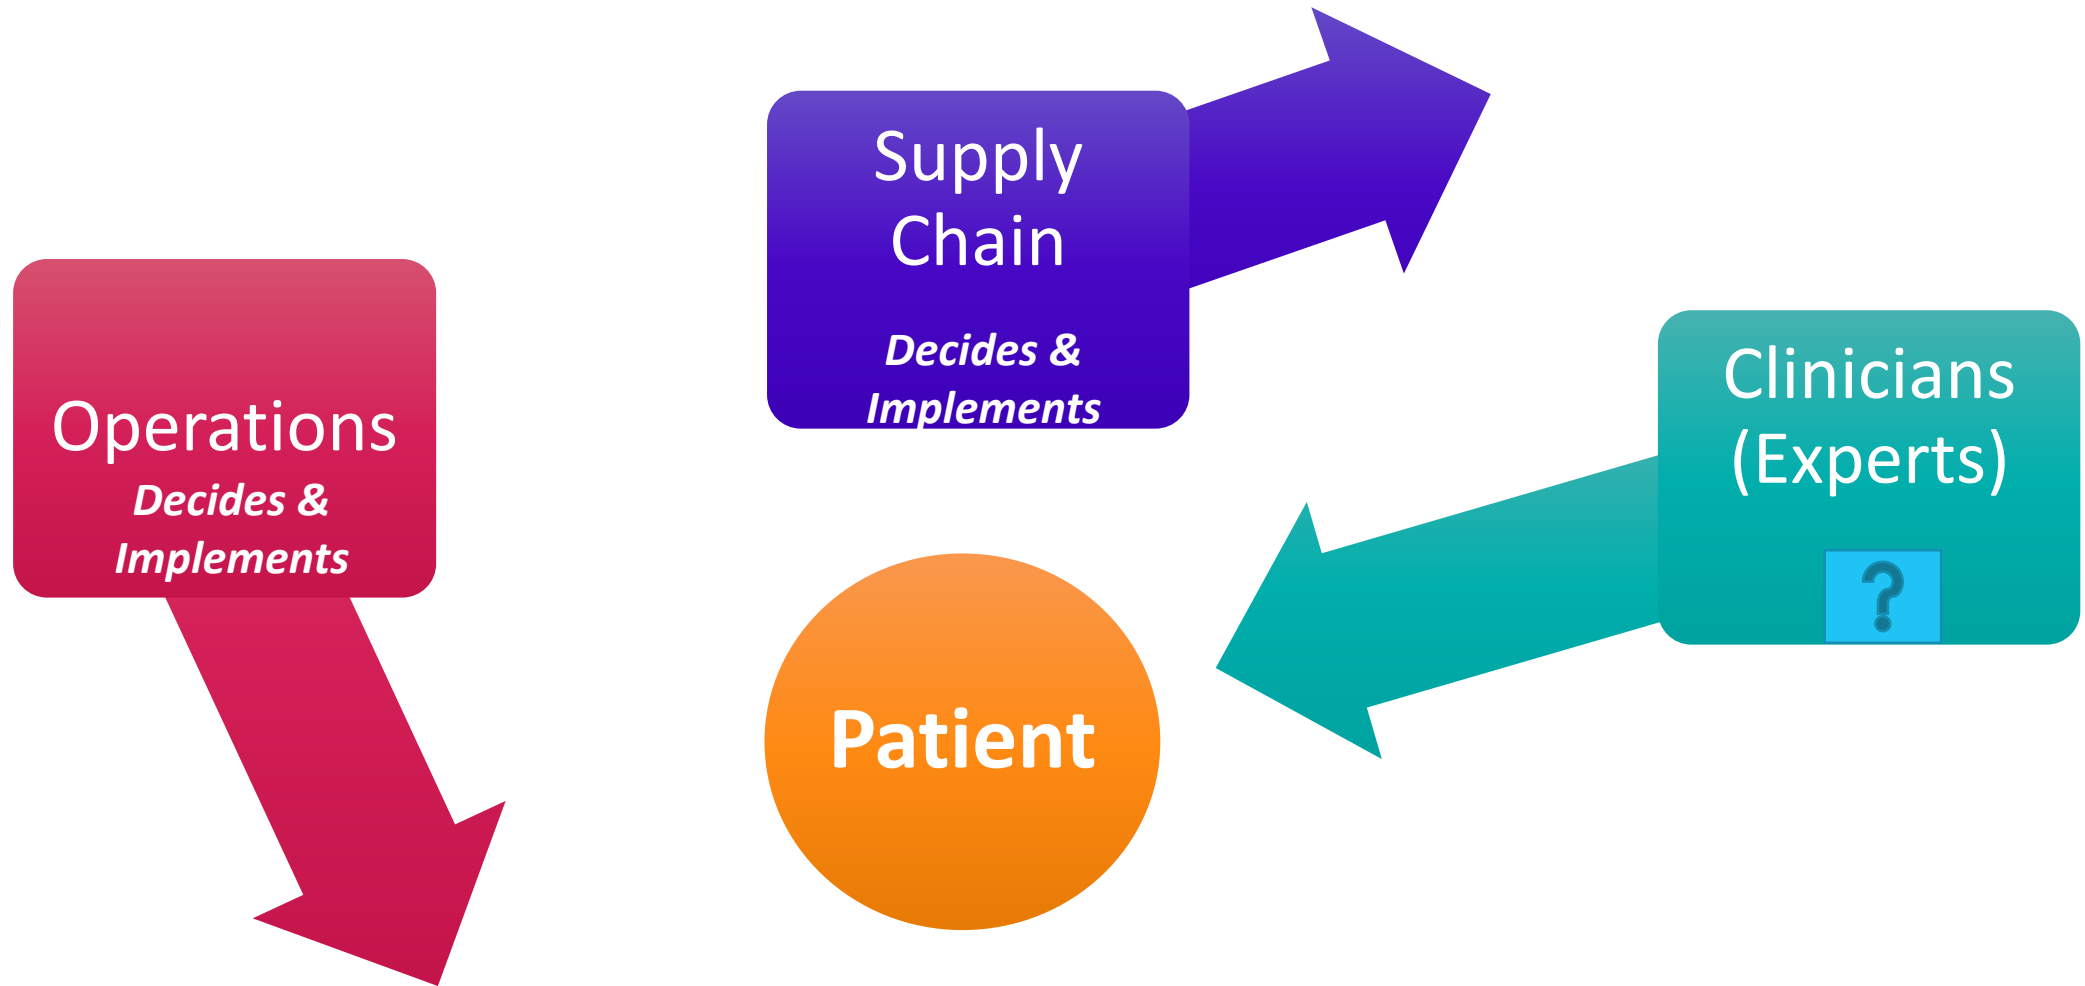 Supply
Chain
Decides &
Implements
Operations
Decides &
Implements
Clinicians
(Experts)
?
Patient